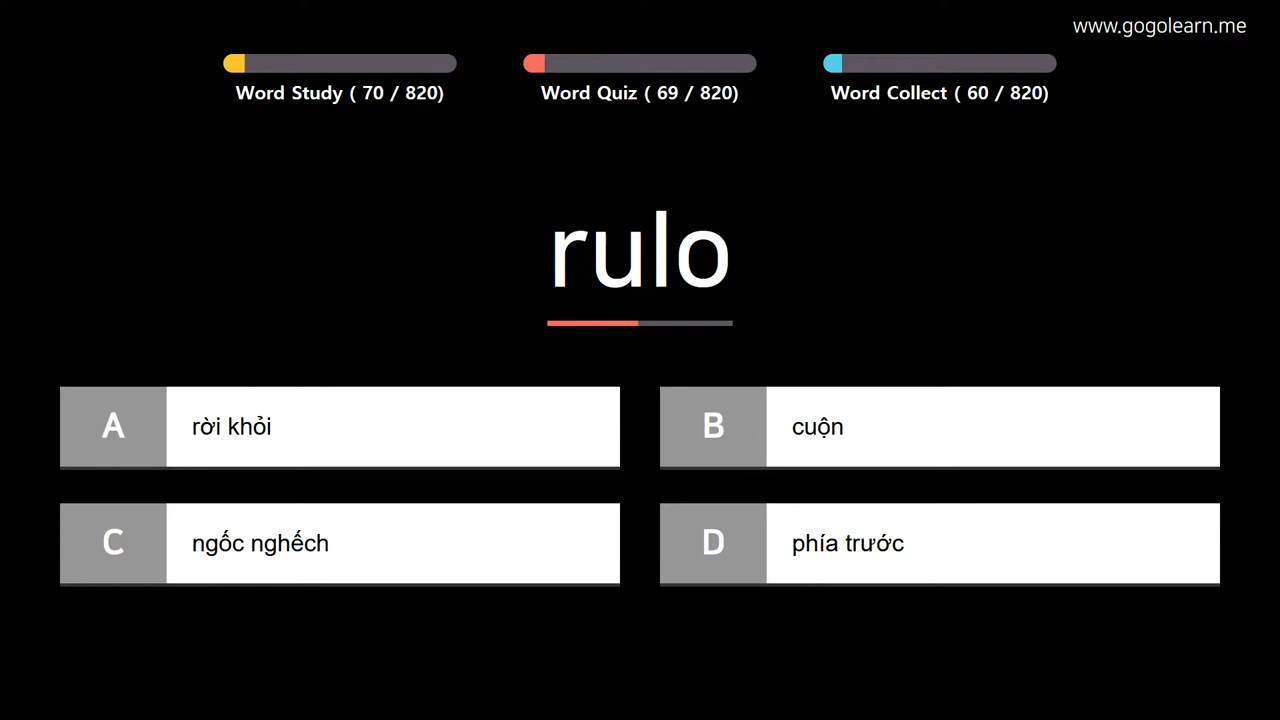 www.gogolearn.me
Word Study ( 70 / 820)
Word Quiz ( 69 / 820)
Word Collect ( 60 / 820)
rulo
A
rời khỏi
B
cuộn
C
ngốc nghếch
D
phía trước